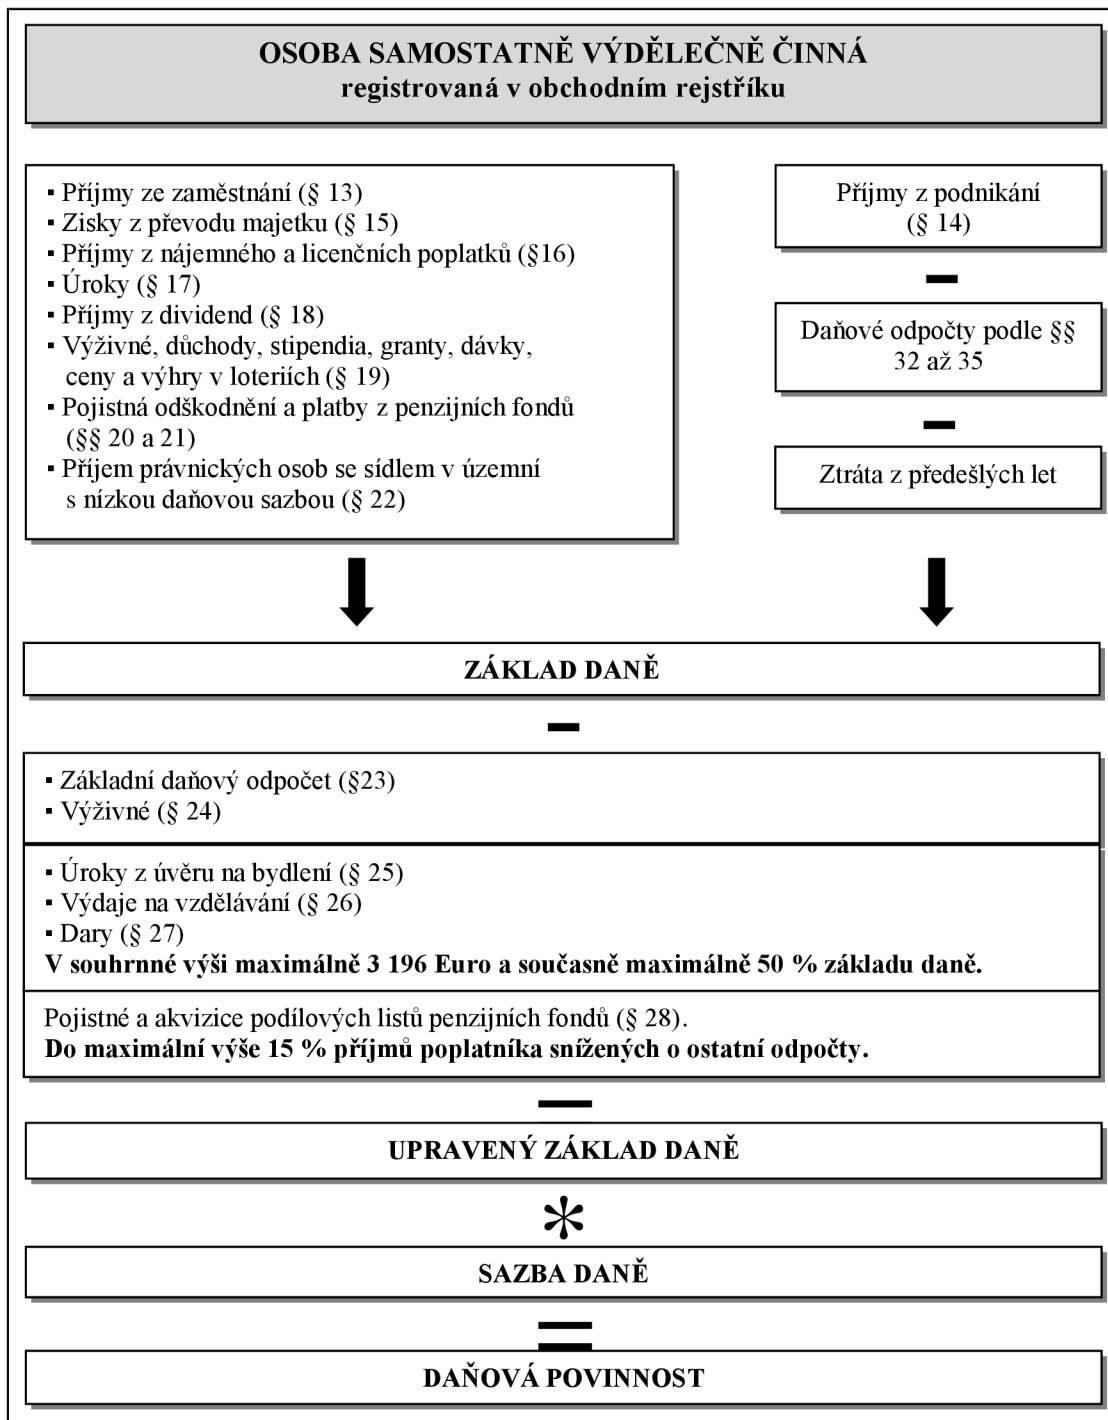 OSOBA SAMOSTATNĚ VÝDĚLEČNĚ ČINNÁ
registrovaná v obchodním rejstříku
▪ Příjmy ze zaměstnání (§ 13)
▪ Zisky z převodu majetku (§ 15)
▪ Příjmy z nájemného a licenčních poplatků (§16)
▪ Úroky (§ 17)
▪ Příjmy z dividend (§ 18)
▪ Výživné, důchody, stipendia, granty, dávky,
ceny a výhry v loteriích (§ 19)
▪ Pojistná odškodnění a platby z penzijních fondů
(§§ 20 a 21)
▪ Příjem právnických osob se sídlem v územní
s nízkou daňovou sazbou (§ 22)
Příjmy z podnikání
(§ 14)
–
Daňové odpočty podle §§
32 až 35
–
Ztráta z předešlých let
ZÁKLAD DANĚ
–
▪ Základní daňový odpočet (§23)
▪ Výživné (§ 24)
▪ Úroky z úvěru na bydlení (§ 25)
▪ Výdaje na vzdělávání (§ 26)
▪ Dary (§ 27)
V souhrnné výši maximálně 3 196 Euro a současně maximálně 50 % základu daně.
Pojistné a akvizice podílových listů penzijních fondů (§ 28).
Do maximální výše 15 % příjmů poplatníka snížených o ostatní odpočty.
=
UPRAVENÝ ZÁKLAD DANĚ
*
SAZBA DANĚ
=
DAŇOVÁ POVINNOST